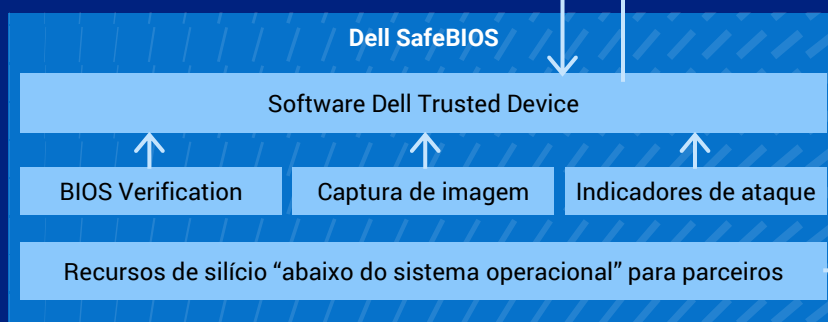 Dell SafeBIOS
Software Dell Trusted Device
BIOS Verification
Captura de imagem
Indicadores de ataque
Recursos de silício “abaixo do sistema operacional” para parceiros